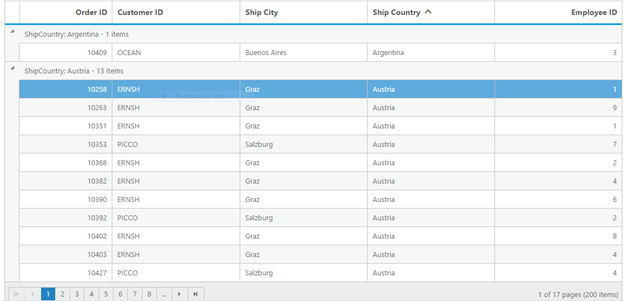 Order ID Customer ID Ship City Ship Country Employee ID
ShipCountry: Argentina - 1 items
10409 OCEAN Buenos Aires Argentina 3
ShipCountry: Austria - 13 items
10258 ERNSH Graz Austria 1
10263 ERNSH Graz Austria 9
10351 ERNSH Graz Austria 1
10353 PICCO Salzburg Austria 7
10368 ERNSH Graz Austria 2
10382 ERNSH Graz Austria 4
10390 ERNSH Graz Austria 6
10392 PICCO Salzburg Austria 2
10402 ERNSH Graz Austria 8
10403 ERNSH Graz Austria 4
10427 PICCO Salzburg Austria 4
1 2 3 4 5 6 7 8 ... 1 of 17 pages (200 items)